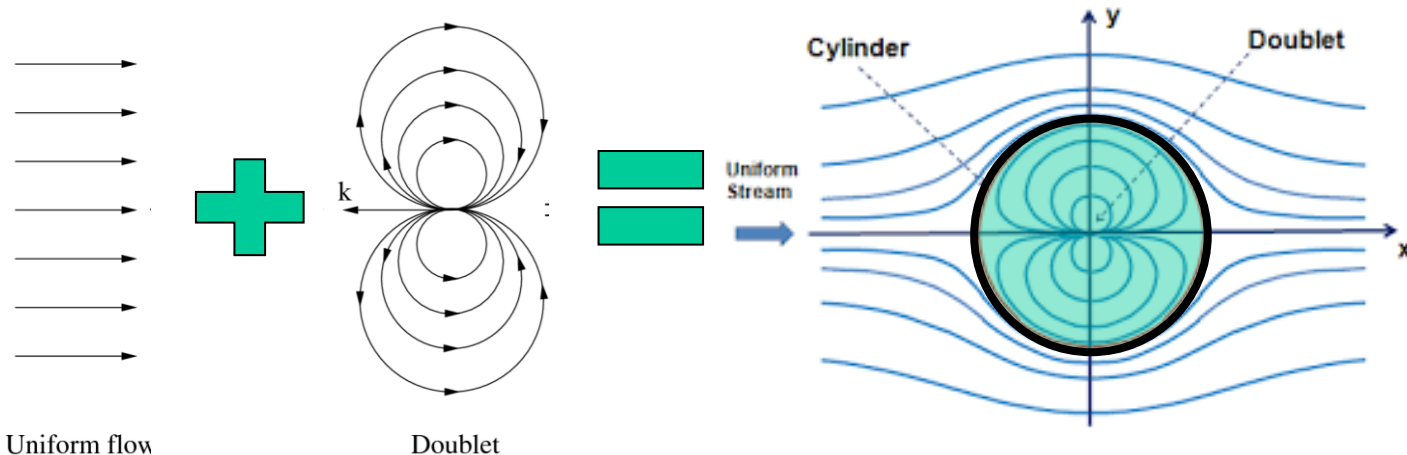 y
Cylinder
Doublet
k
Uniform
Stream
x
Uniform flow
Doublet